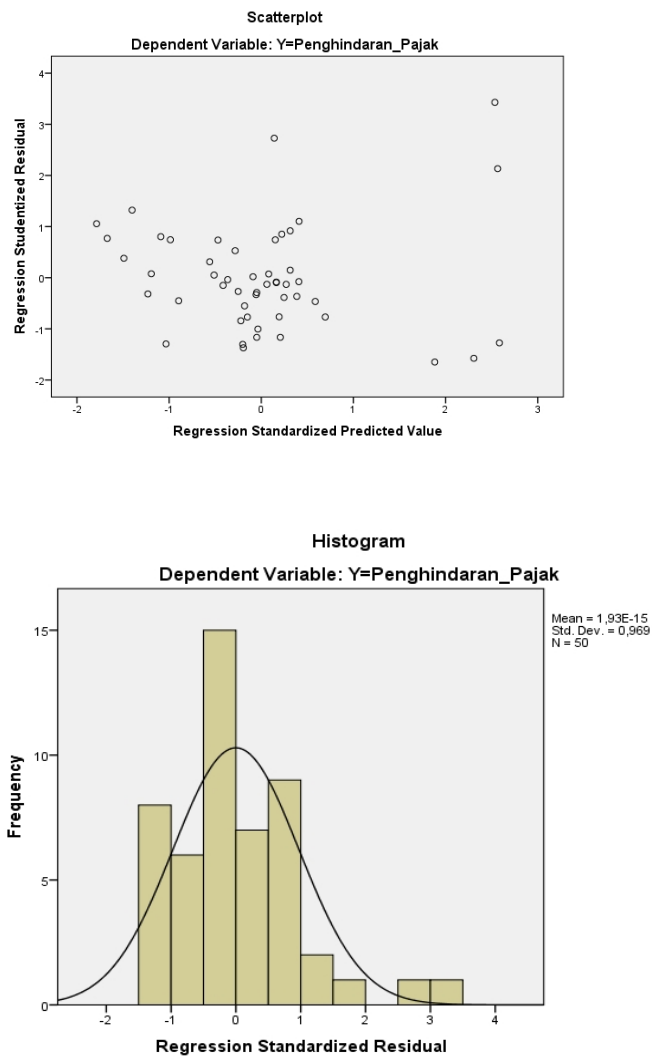 Scatterplot
Dependent Variable: Y=Penghindaran_Pajak
Regression Studentized Residual
4
3
2
1
0
-1
-2
-2 -1 0 1 2 3
Regression Standardized Predicted Value
Histogram
Dependent Variable: Y=Penghindaran_Pajak
Mean = 1,93E-15
Std. Dev. = 0,969
N = 50
Frequency
15
10
5
0
-2 -1 0 1 2 3 4
Regression Standardized Residual